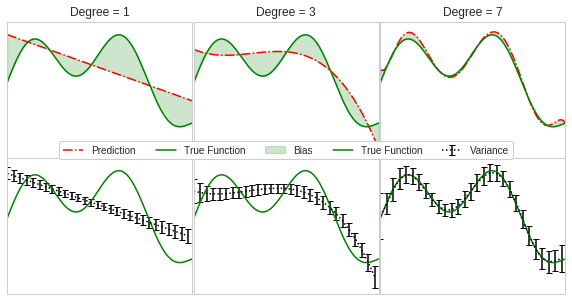 Degree = 1 Degree = 3 Degree = 7
Prediction True Function Bias True Function Variance